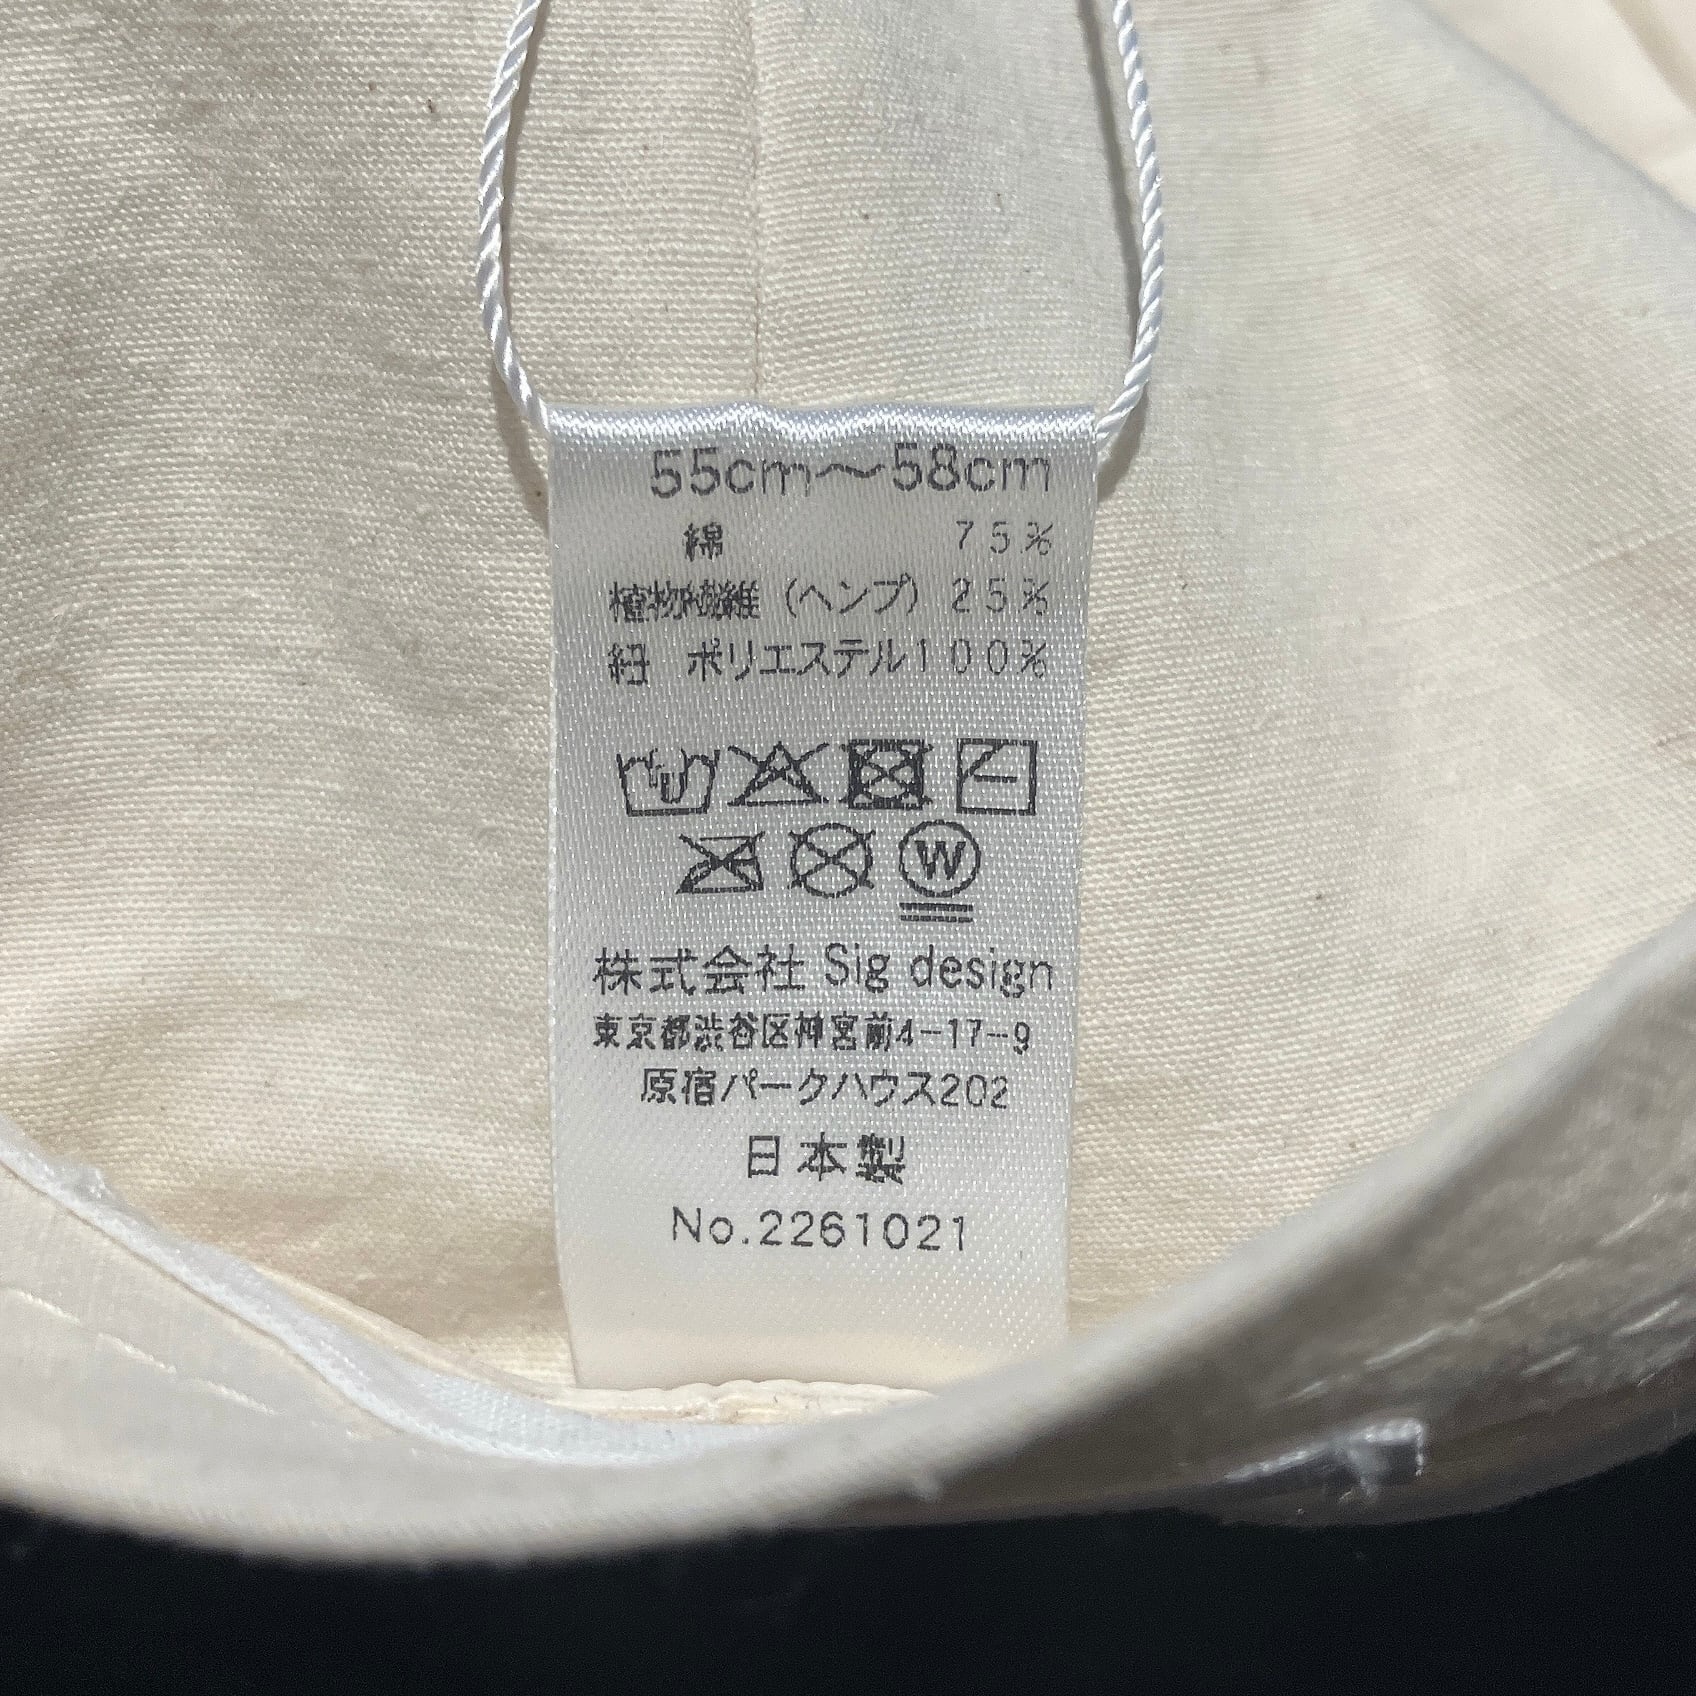 55cm～58cm
綿 75%
植物繊維 (ヘンプ) 25%
紐 ポリエステル100%
W
株式会社 Sig design
東京都渋谷区神宮前4-17-9
原宿パークハウス202
日本製
No.2261021